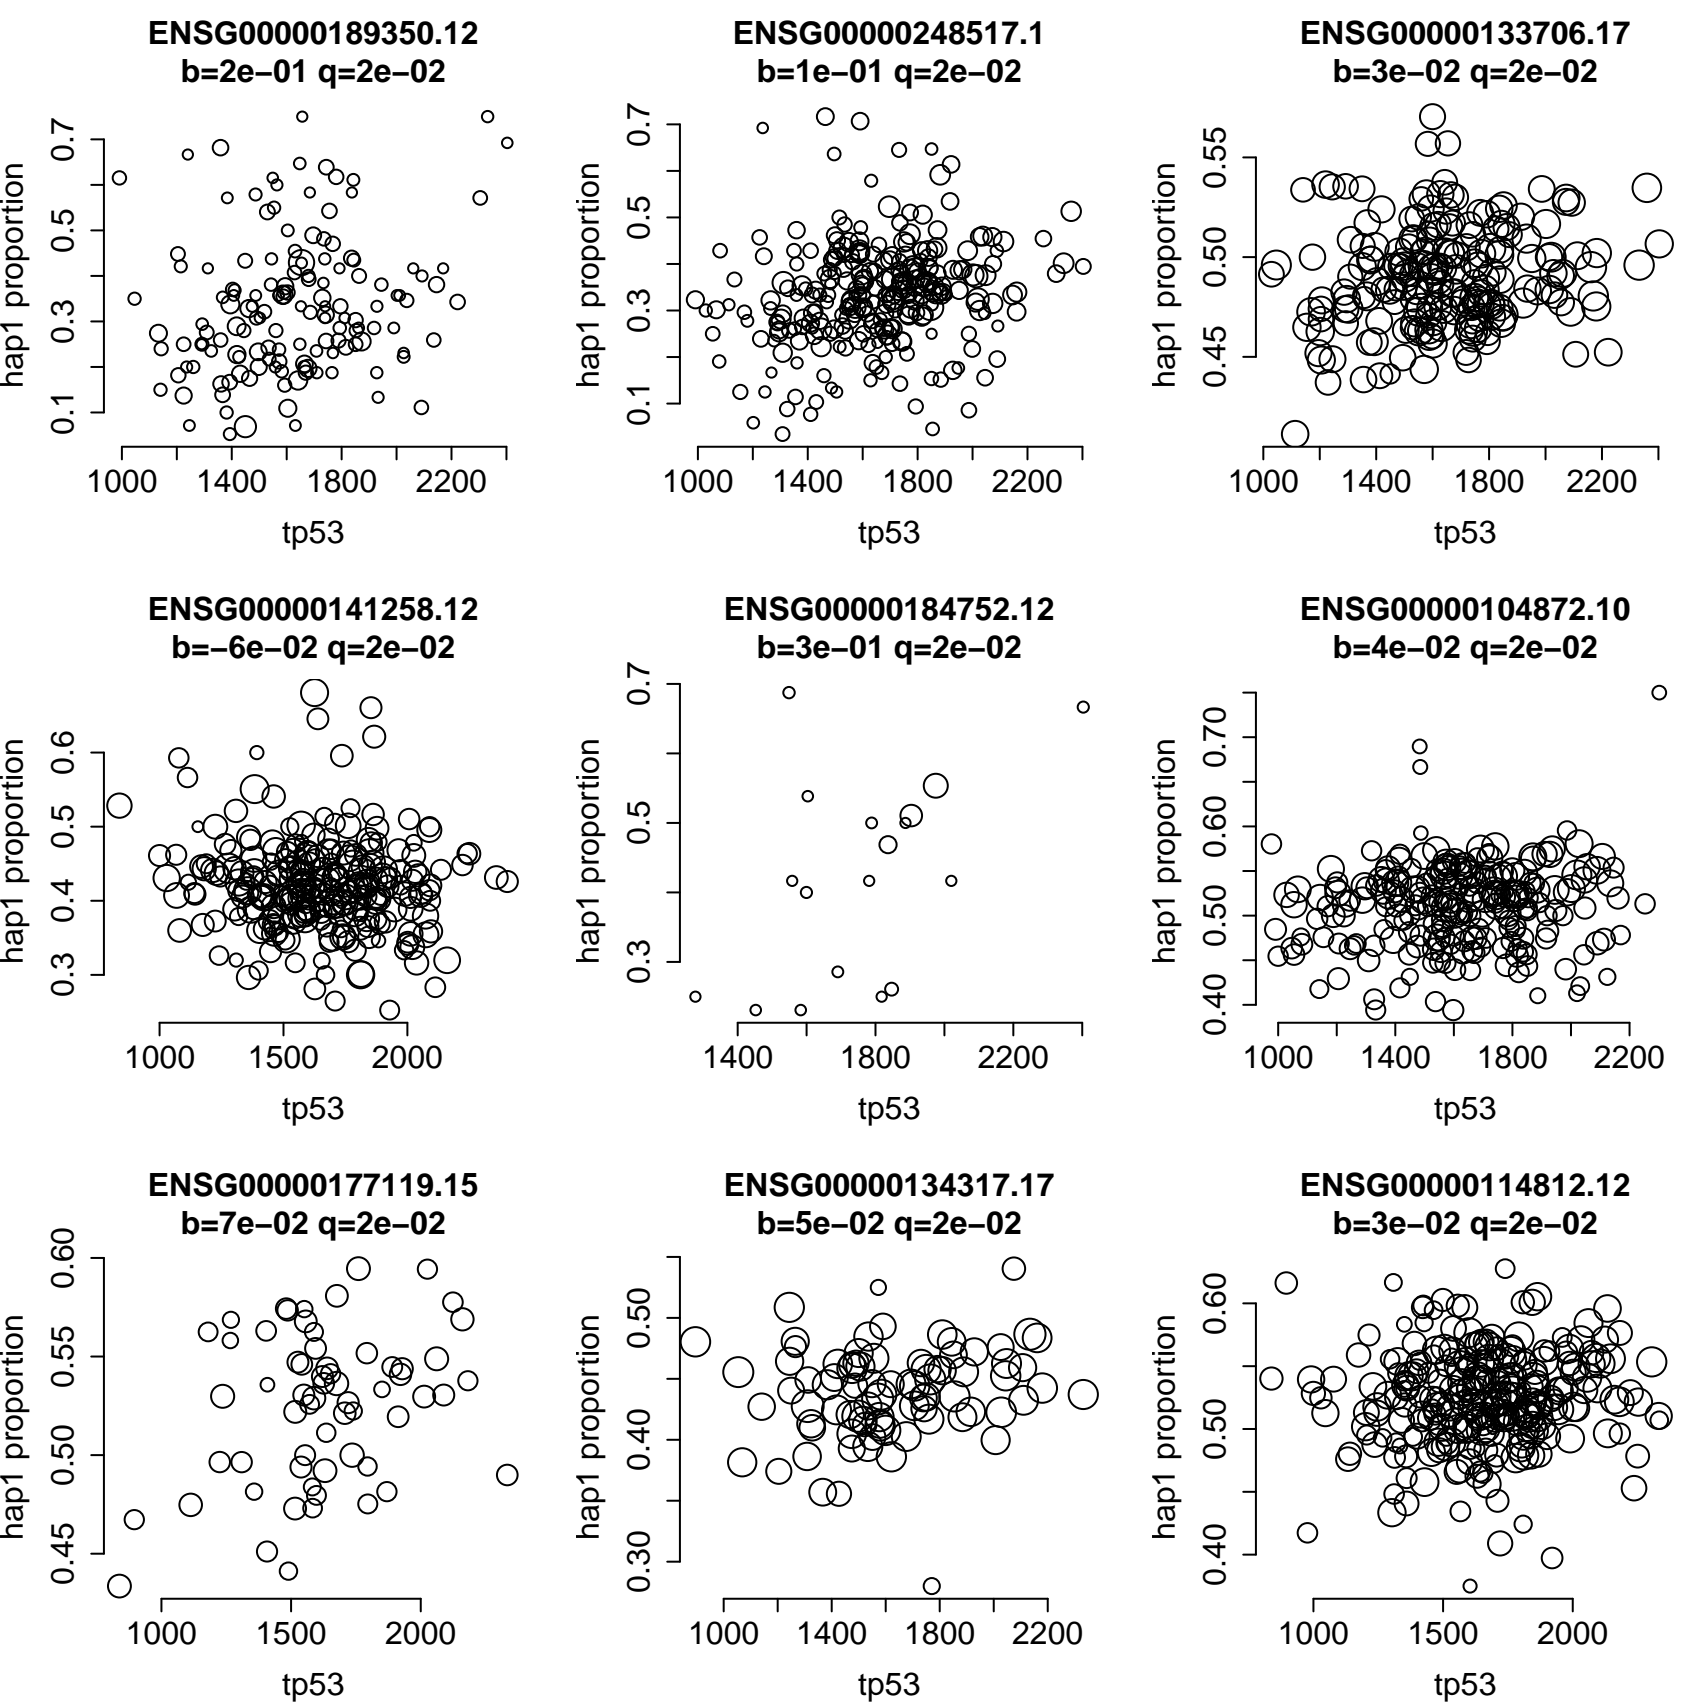 ENSG00000189350.12
b=2e−01 q=2e−02
hap1 proportion
0.1 0.3 0.5 0.7
1000 1400 1800 2200
tp53
ENSG00000248517.1
b=1e−01 q=2e−02
hap1 proportion
0.1 0.3 0.5 0.7
1000 1400 1800 2200
tp53
ENSG00000133706.17
b=3e−02 q=2e−02
hap1 proportion
0.45 0.50 0.55
1000 1400 1800 2200
tp53
ENSG00000141258.12
b=−6e−02 q=2e−02
hap1 proportion
0.3 0.4 0.5 0.6
1000 1500 2000
tp53
ENSG00000184752.12
b=3e−01 q=2e−02
hap1 proportion
0.3 0.5 0.7
1400 1800 2200
tp53
ENSG00000104872.10
b=4e−02 q=2e−02
hap1 proportion
0.40 0.50 0.60 0.70
1000 1400 1800 2200
tp53
ENSG00000177119.15
b=7e−02 q=2e−02
hap1 proportion
0.45 0.50 0.55 0.60
1000 1500 2000
tp53
ENSG00000134317.17
b=5e−02 q=2e−02
hap1 proportion
0.30 0.40 0.50
1000 1400 1800 2200
tp53
ENSG00000114812.12
b=3e−02 q=2e−02
hap1 proportion
0.40 0.50 0.60
1000 1500 2000
tp53